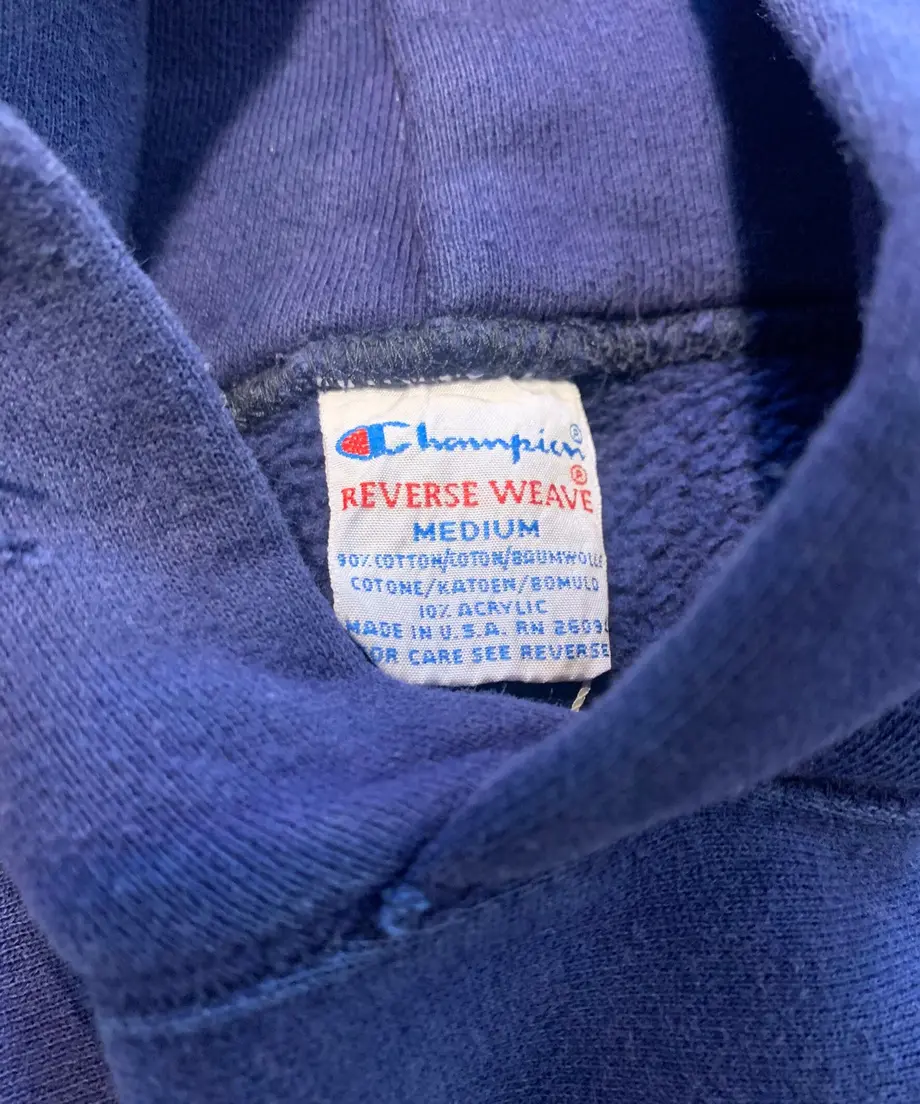 Champion®
REVERSE WEAVE®
MEDIUM
90% COTTON/COTON/BAUMWOLLE
COTONE/KATOEN/BOMULD
10% ACRYLIC
MADE IN U.S.A. RN 26094
FOR CARE SEE REVERSE